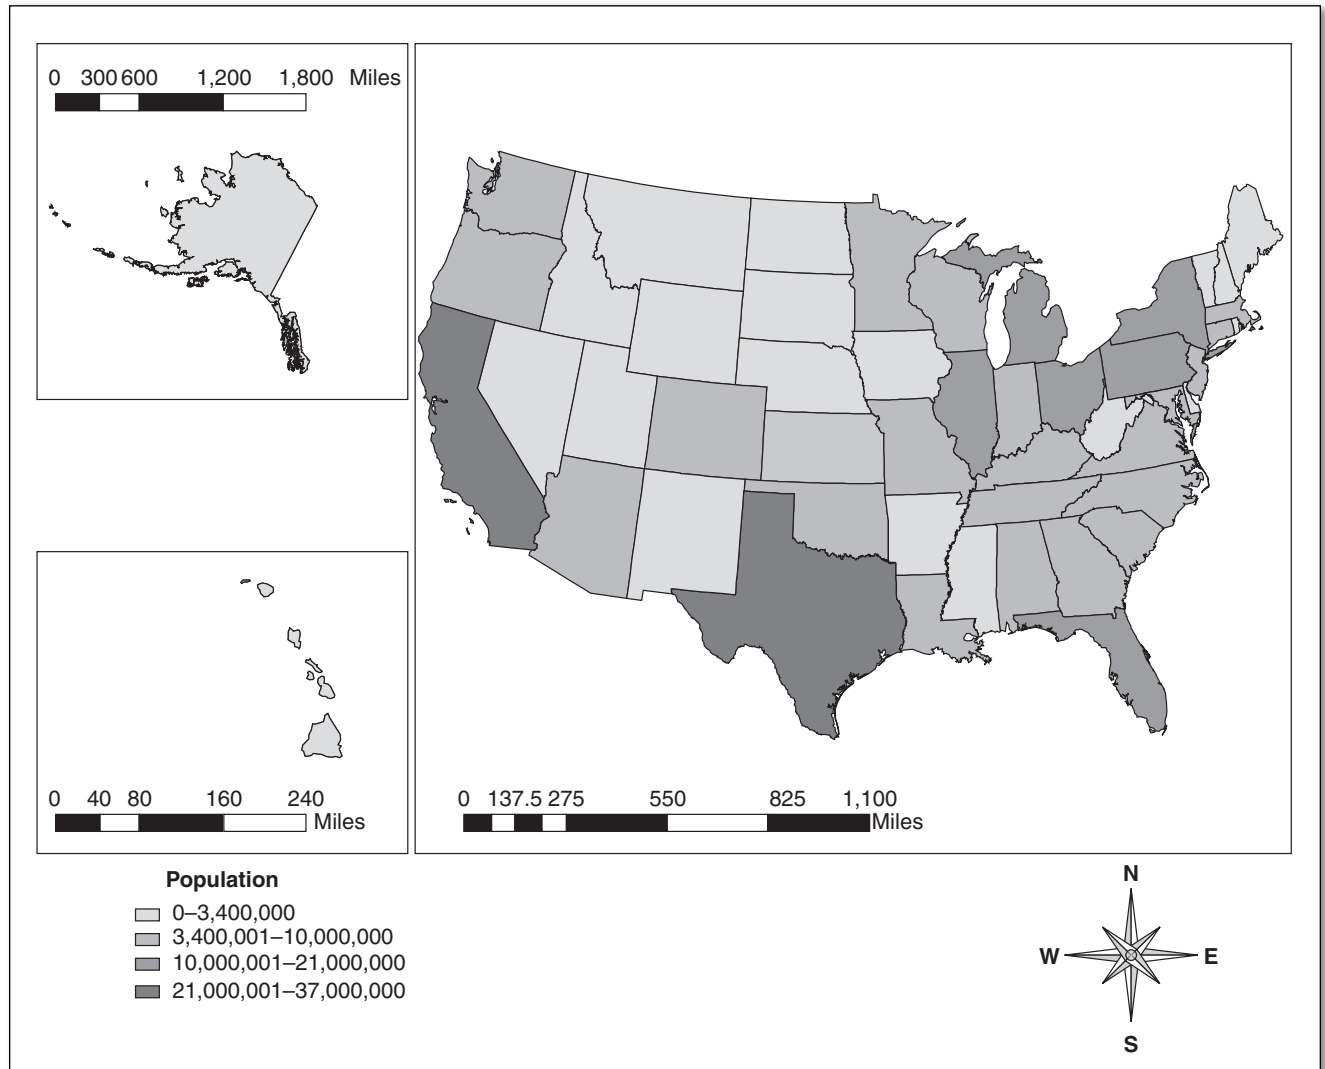 0 300 600 1,200 1,800 Miles
0 40 80 160 240
Miles
0 137.5 275 550 825 1,100
Miles
Population
0–3,400,000
3,400,001–10,000,000
10,000,001–21,000,000
21,000,001–37,000,000
N
W E
S